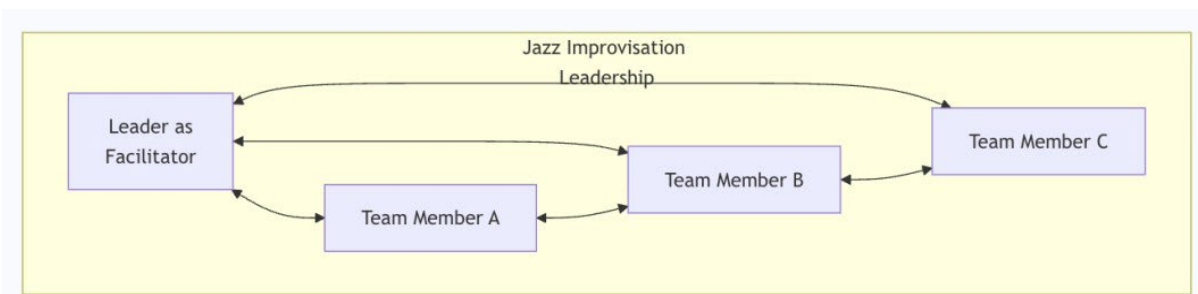 Jazz Improvisation
Leadership
Leader as
Facilitator
Team Member A
Team Member B
Team Member C